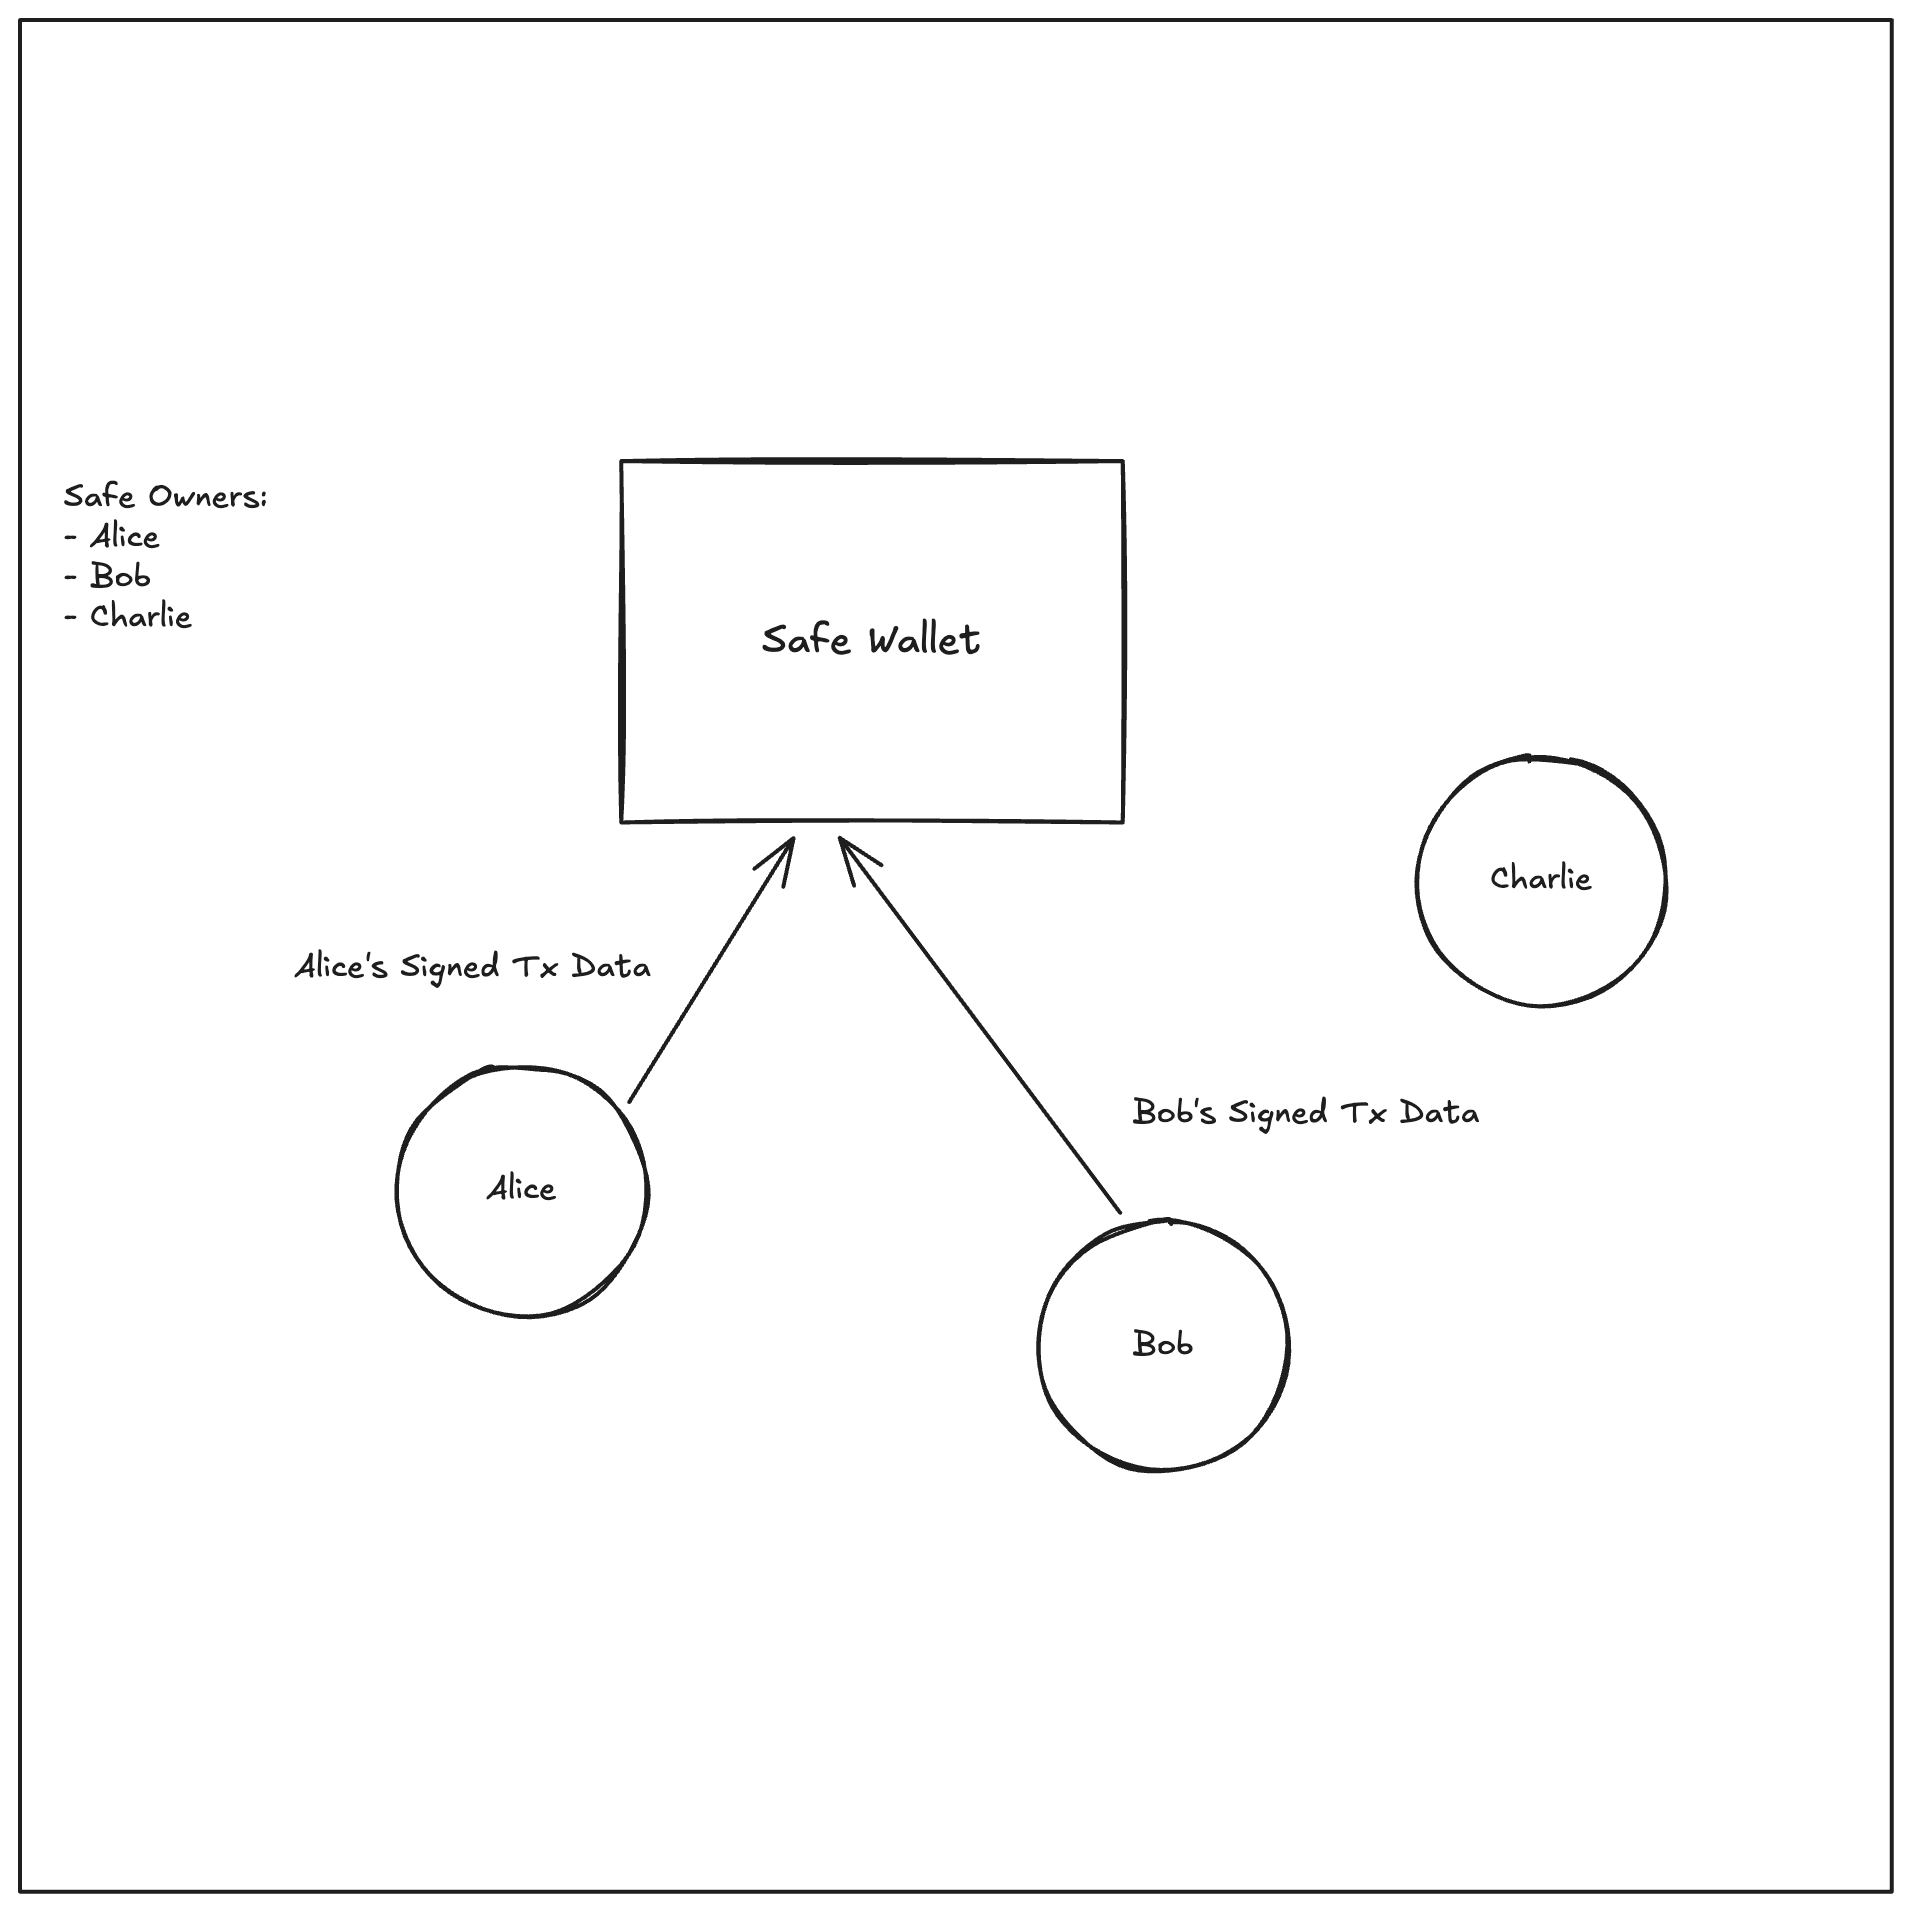 Safe Owners:
- Alice
- Bob
- Charlie
Safe Wallet
Charlie
Alice's Signed Tx Data
Bob's Signed Tx Data
Alice
Bob